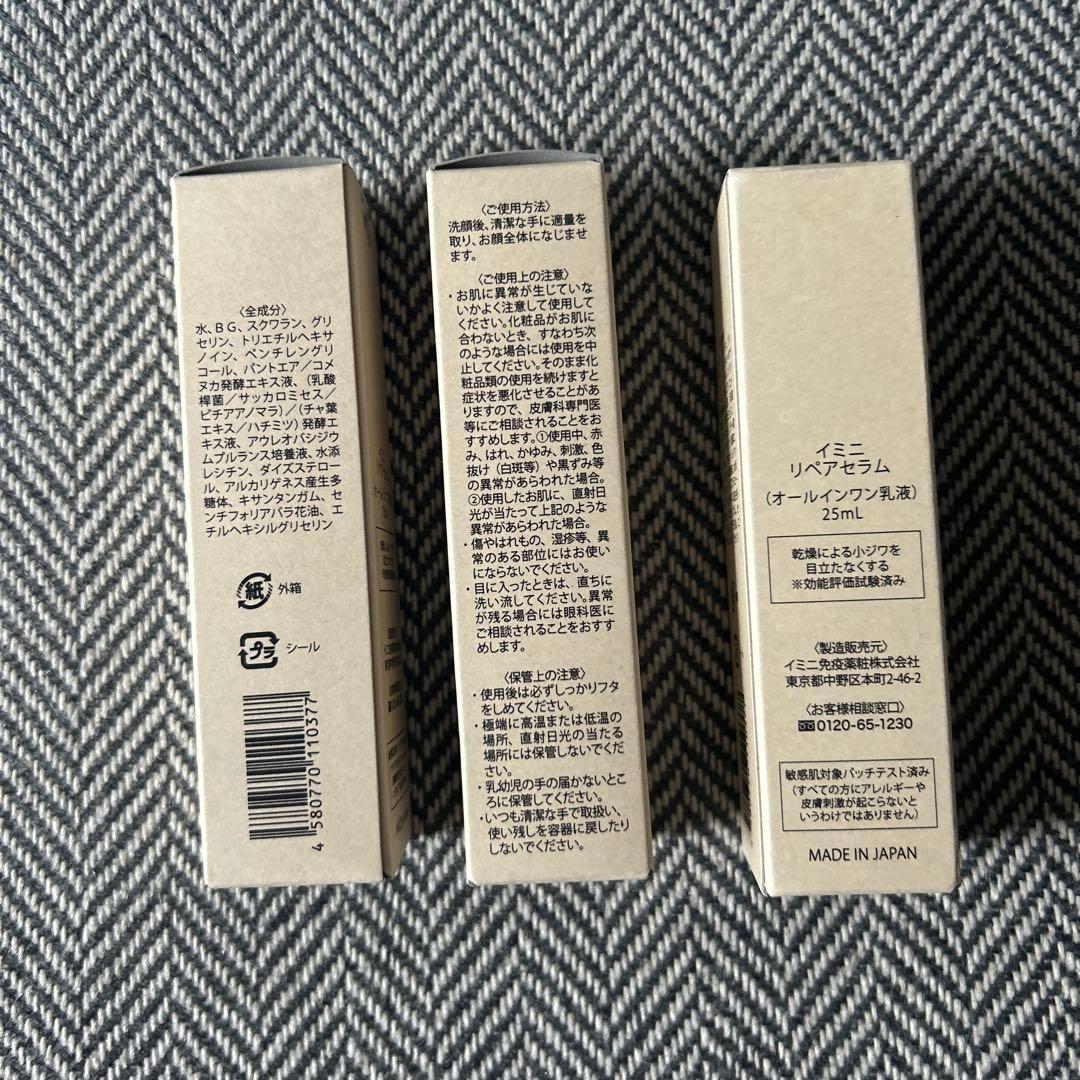 〈全成分〉
水、BG、スクワラン、グリ
セリン、トリエチルヘキサ
ノイン、ペンチレングリ
コール、パントエア／コメ
ヌカ発酵エキス液、（乳酸
桿菌／サッカロミセス／
ピチアアノマラ）／（チャ葉
エキス／ハチミツ）発酵エ
キス液、アウレオバシジウ
ムプルランス培養液、水添
レシチン、ダイズステロー
ル、アルカリゲネス産生多
糖体、キサンタンガム、セ
ンチフォリアバラ花油、エ
チルヘキシルグリセリン
紙 外箱
プラ シール
4 580770 110377
〈ご使用方法〉
洗顔後、清潔な手に適量を
取り、お顔全体になじませ
ます。
〈ご使用上の注意〉
・お肌に異常が生じていな
いかよく注意して使用して
ください。化粧品がお肌に
合わないとき、すなわち次
のような場合には使用を中
止してください。そのまま化
粧品類の使用を続けますと
症状を悪化させることがあ
りますので、皮膚科専門医
等にご相談されることをお
すすめします。①使用中、赤
み、はれ、かゆみ、刺激、色
抜け（白斑等）や黒ずみ等
の異常があらわれた場合。
②使用したお肌に、直射日
光が当たって上記のような
異常があらわれた場合。
・傷やはれもの、湿疹等、異
常のある部位にはお使い
にならないでください。
・目に入ったときは、直ちに
洗い流してください。異常
が残る場合には眼科医に
ご相談されることをおすす
めします。
〈保管上の注意〉
・使用後は必ずしっかりフタ
をしめてください。
・極端に高温または低温の
場所、直射日光の当たる
場所には保管しないでくだ
さい。
・乳幼児の手の届かないとこ
ろに保管してください。
・いつも清潔な手で取扱い、
使い残しを容器に戻したり
しないでください。
イミニ
リペアセラム
（オールインワン乳液）
25mL
乾燥による小ジワを
目立たなくする
※効能評価試験済み
〈製造販売元〉
イミニ免疫薬粧株式会社
東京都中野区本町2-46-2
〈お客様相談窓口〉
0120-65-1230
敏感肌対象パッチテスト済み
（すべての方にアレルギーや
皮膚刺激が起こらないと
いうわけではありません）
MADE IN JAPAN